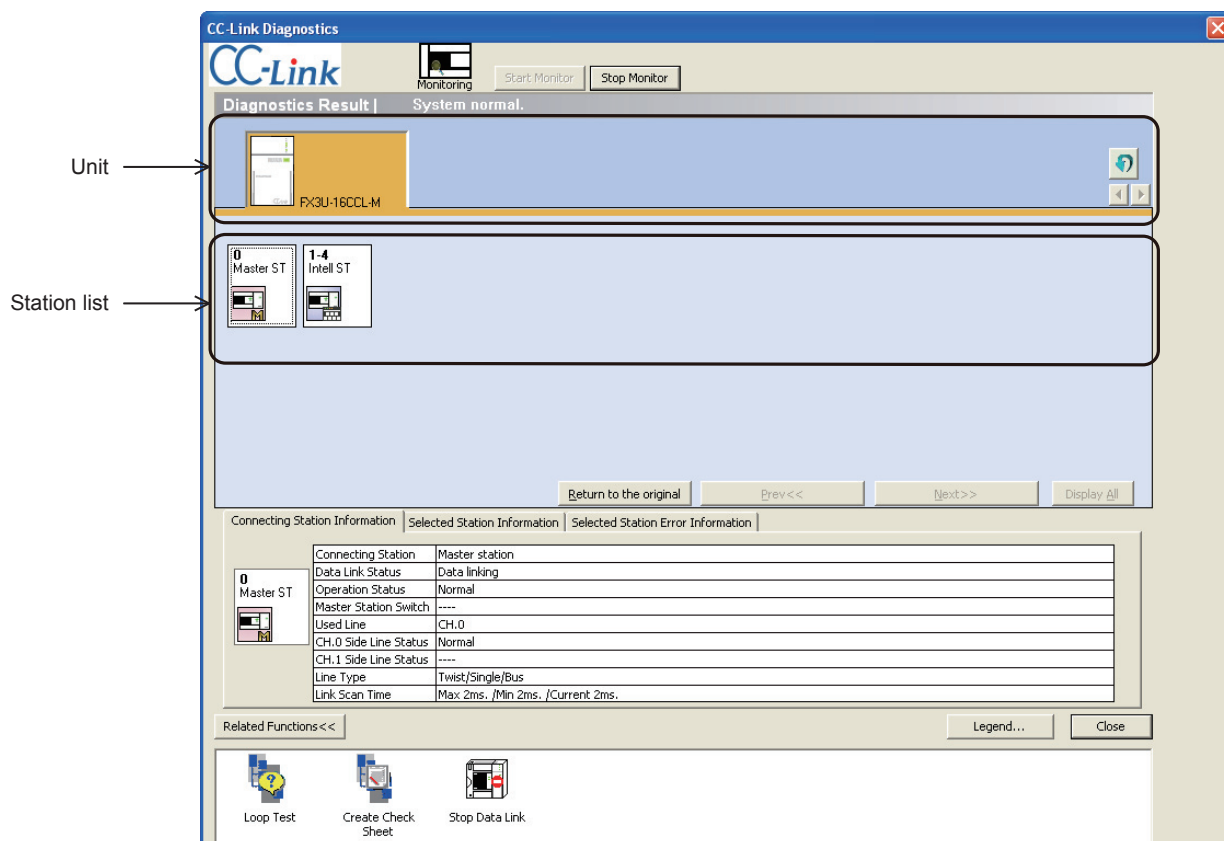 CC-Link Diagnostics
CC-Link
Monitoring
Start Monitor
Stop Monitor
Diagnostics Result |
System normal.
Unit
FX3U-16CCL-M
Station list
0
Master ST
1-4
Intell ST
Return to the original
Prev<<
Next>>
Display All
Connecting Station Information
Selected Station Information
Selected Station Error Information
0
Master ST
Connecting Station Master station
Data Link Status Data linking
Operation Status Normal
Master Station Switch ----
Used Line CH.0
CH.0 Side Line Status Normal
CH.1 Side Line Status ----
Line Type Twist/Single/Bus
Link Scan Time Max 2ms. /Min 2ms. /Current 2ms.
Related Functions<<
Legend...
Close
Loop Test
Create Check
Sheet
Stop Data Link